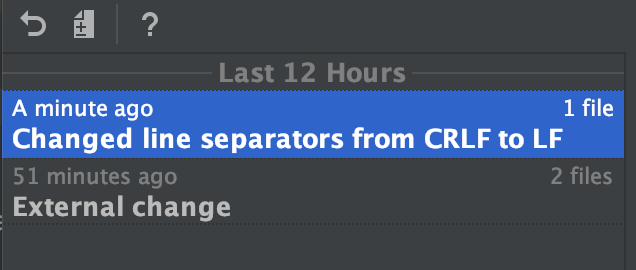 ?
Last 12 Hours
A minute ago 1 file
Changed line separators from CRLF to LF
51 minutes ago 2 files
External change